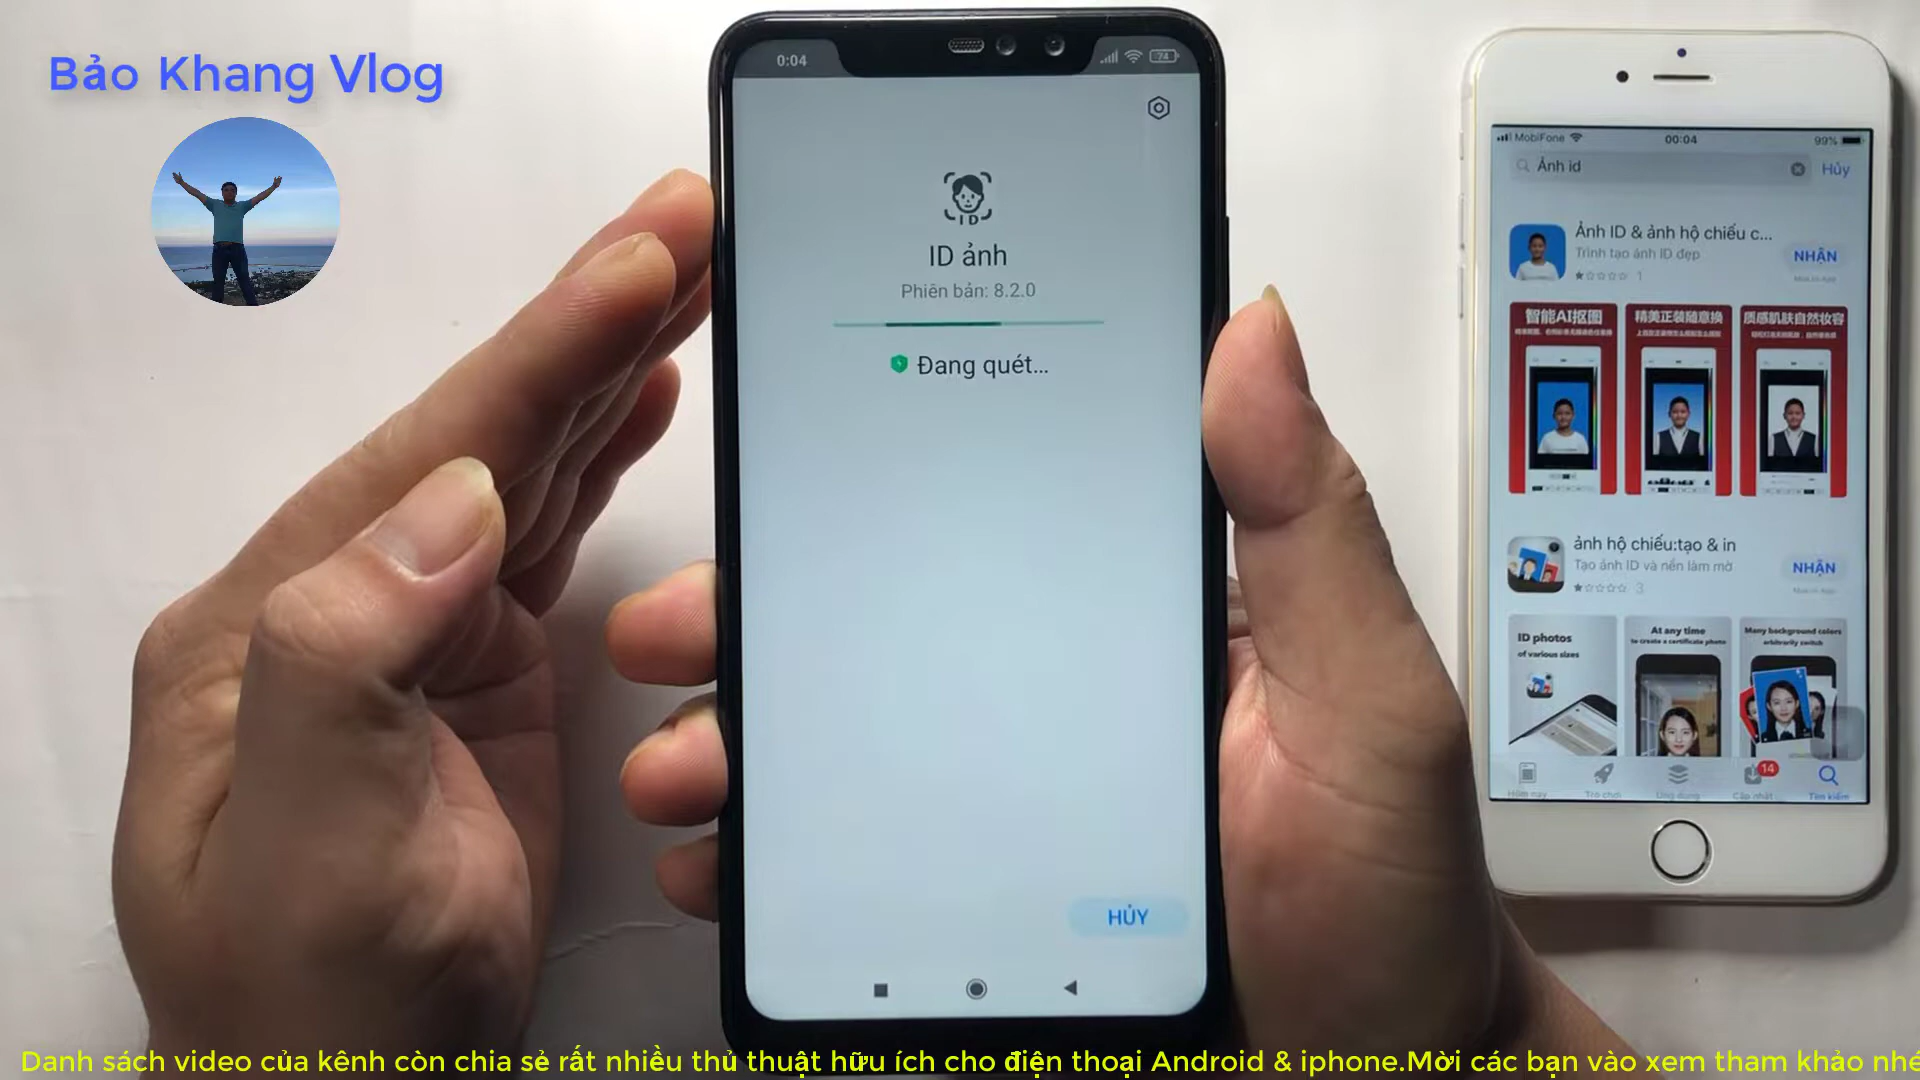 Bảo Khang Vlog
0:04
74
ID
ID ảnh
Phiên bản: 8.2.0
Đang quét...
HỦY
MobiFone
00:04
99%
Ảnh id
Hủy
Ảnh ID & ảnh hộ chiếu c...
Trình tạo ảnh ID đẹp
NHẬN
1
智能AI抠图
精美正装随意换
质感肌肤自然妆容
ảnh hộ chiếu:tạo & in
Tạo ảnh ID và nền làm mờ
NHẬN
3
ID photos
of various sizes
At any time
to create a certificate photo
Many background colors
arbitrarily switch
14
Hôm nay
Trò chơi
Ứng dụng
Cập nhật
Tìm kiếm
Danh sách video của kênh còn chia sẻ rất nhiều thủ thuật hữu ích cho điện thoại Android & iphone.Mời các bạn vào xem tham khảo nhé